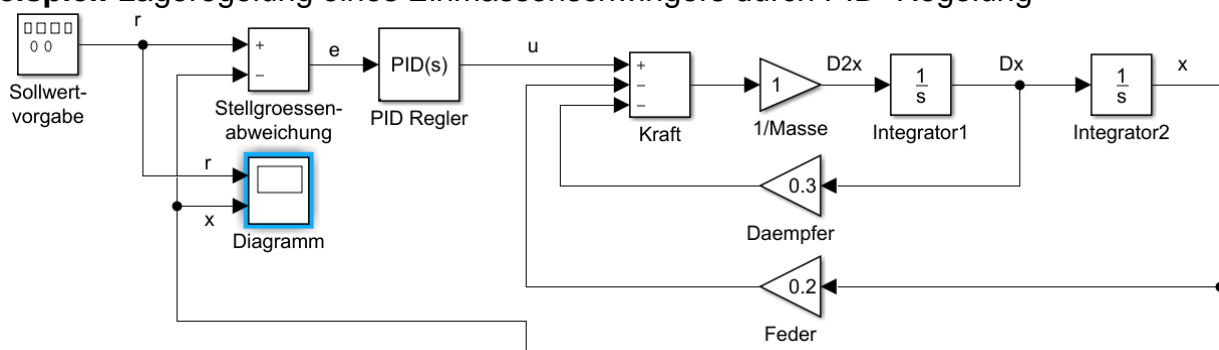 Beispiel: Lageregelung eines Einmassenschwingers durch PID- Regelung
r
e
u
D2x
Dx
x
+
−
PID(s)
+
−
−
1
1
s
1
s
Sollwert-
vorgabe
Stellgroessen-
abweichung
PID Regler
Kraft
1/Masse
Integrator1
Integrator2
r
x
Diagramm
0.3
Daempfer
0.2
Feder